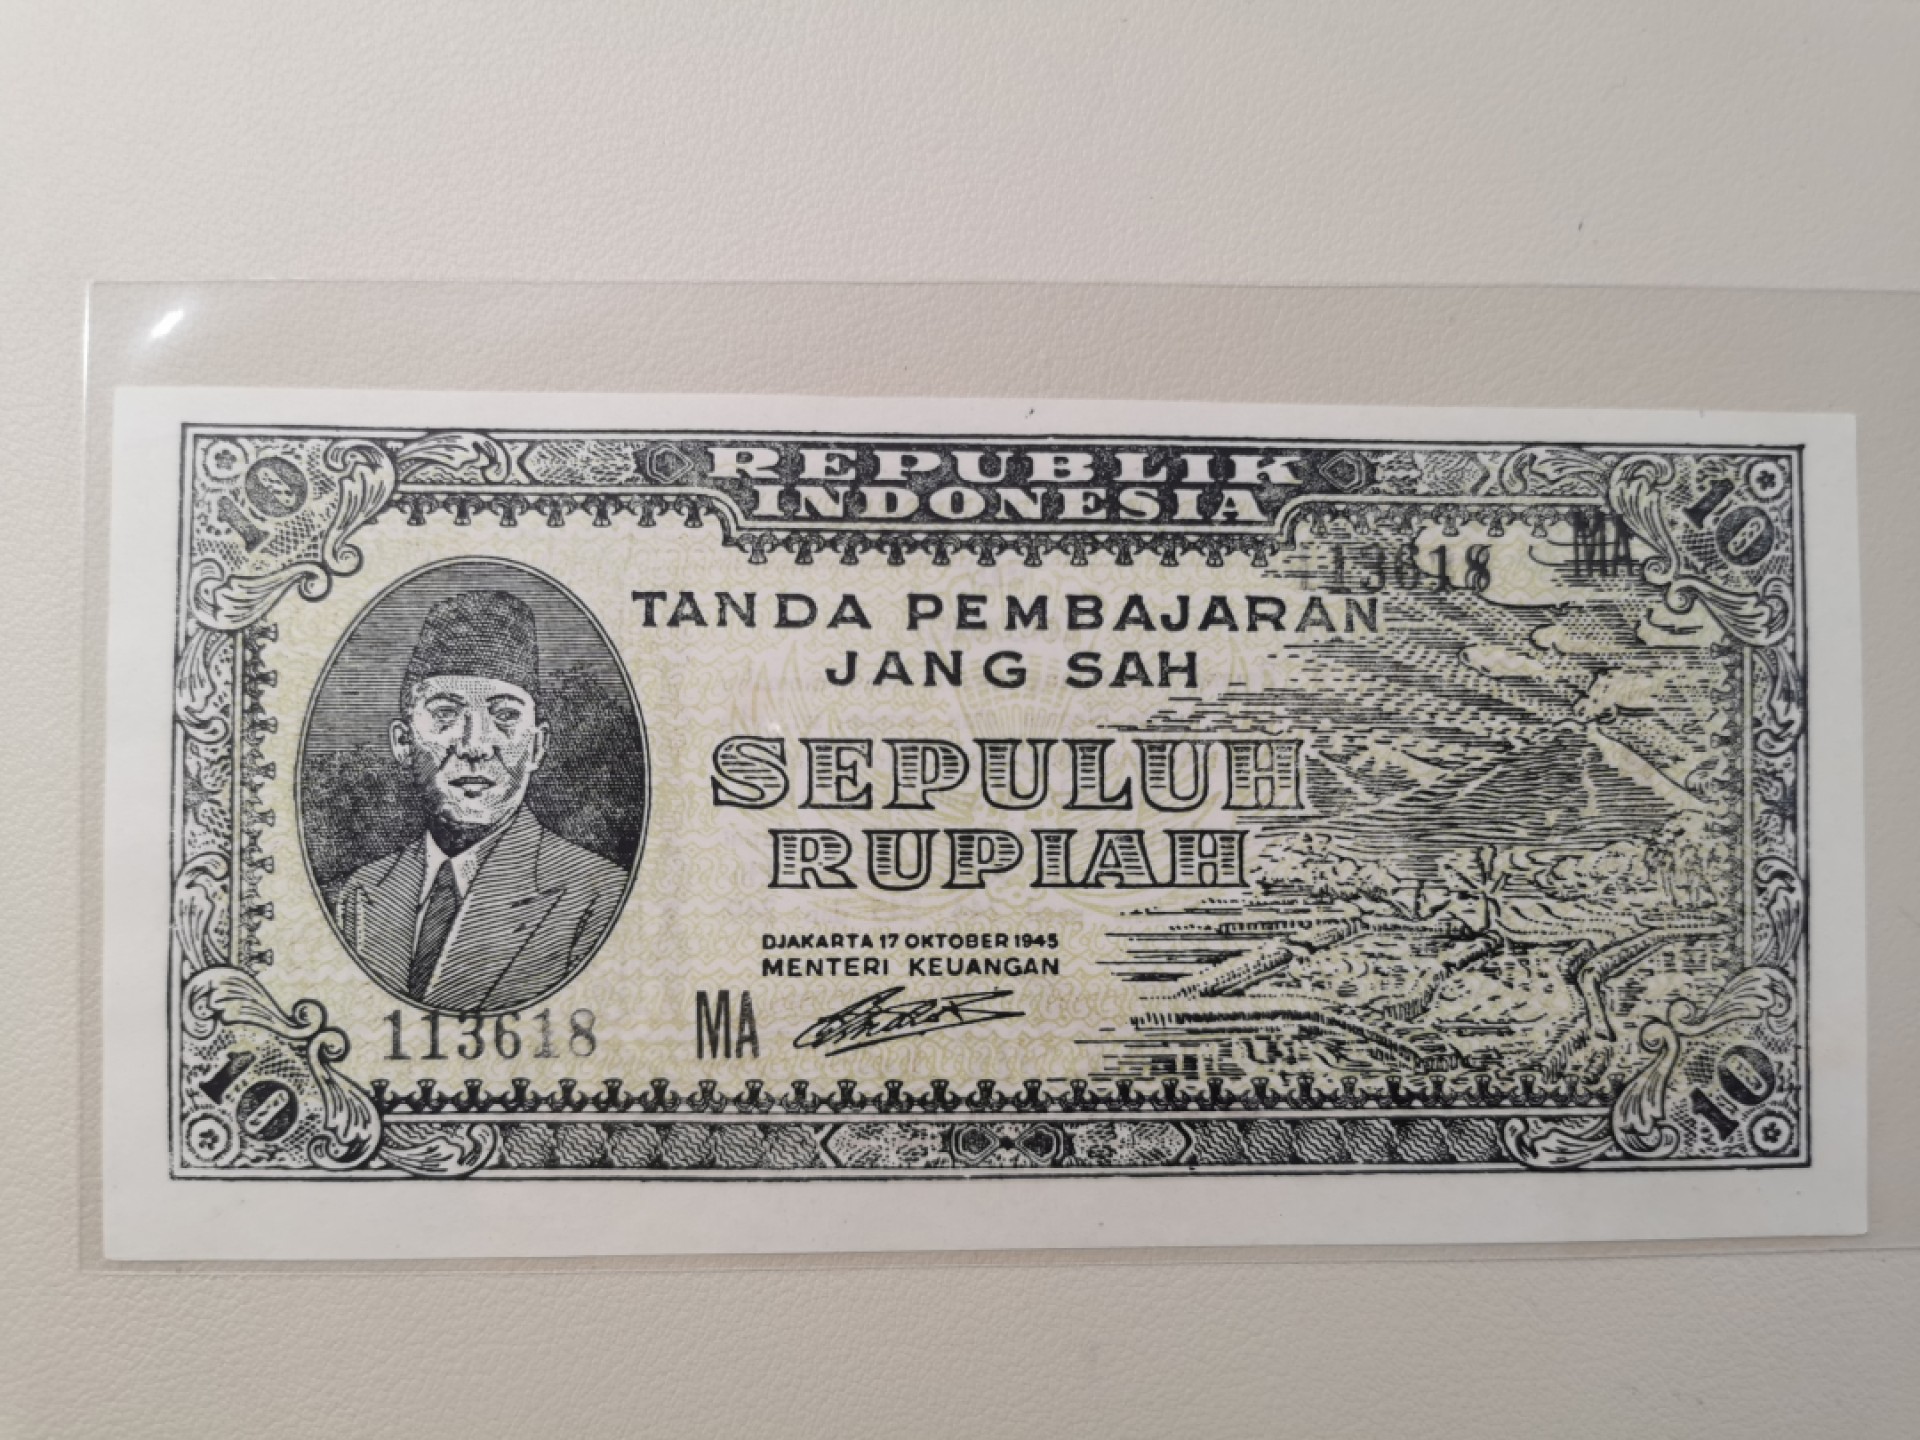 REPUBLIK
INDONESIA
10
10
113618 MA
TANDA PEMBAJARAN
JANG SAH
SEPULUH
RUPIAH
DJAKARTA 17 OKTOBER 1945
MENTERI KEUANGAN
113618 MA
10
10